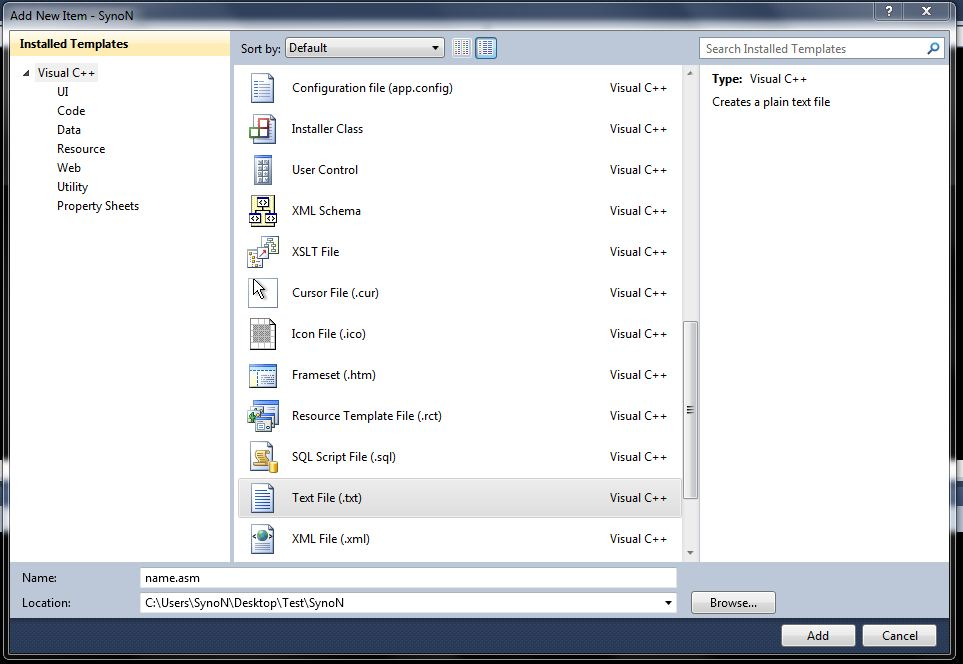 Add New Item - SynoN
Installed Templates
Visual C++
UI
Code
Data
Resource
Web
Utility
Property Sheets
Sort by: Default
Search Installed Templates
Configuration file (app.config) Visual C++
Installer Class Visual C++
User Control Visual C++
XML Schema Visual C++
XSLT File Visual C++
Cursor File (.cur) Visual C++
Icon File (.ico) Visual C++
Frameset (.htm) Visual C++
Resource Template File (.rct) Visual C++
SQL Script File (.sql) Visual C++
Text File (.txt) Visual C++
XML File (.xml) Visual C++
Type: Visual C++
Creates a plain text file
Name: name.asm
Location: C:\Users\SynoN\Desktop\Test\SynoN Browse...
Add Cancel